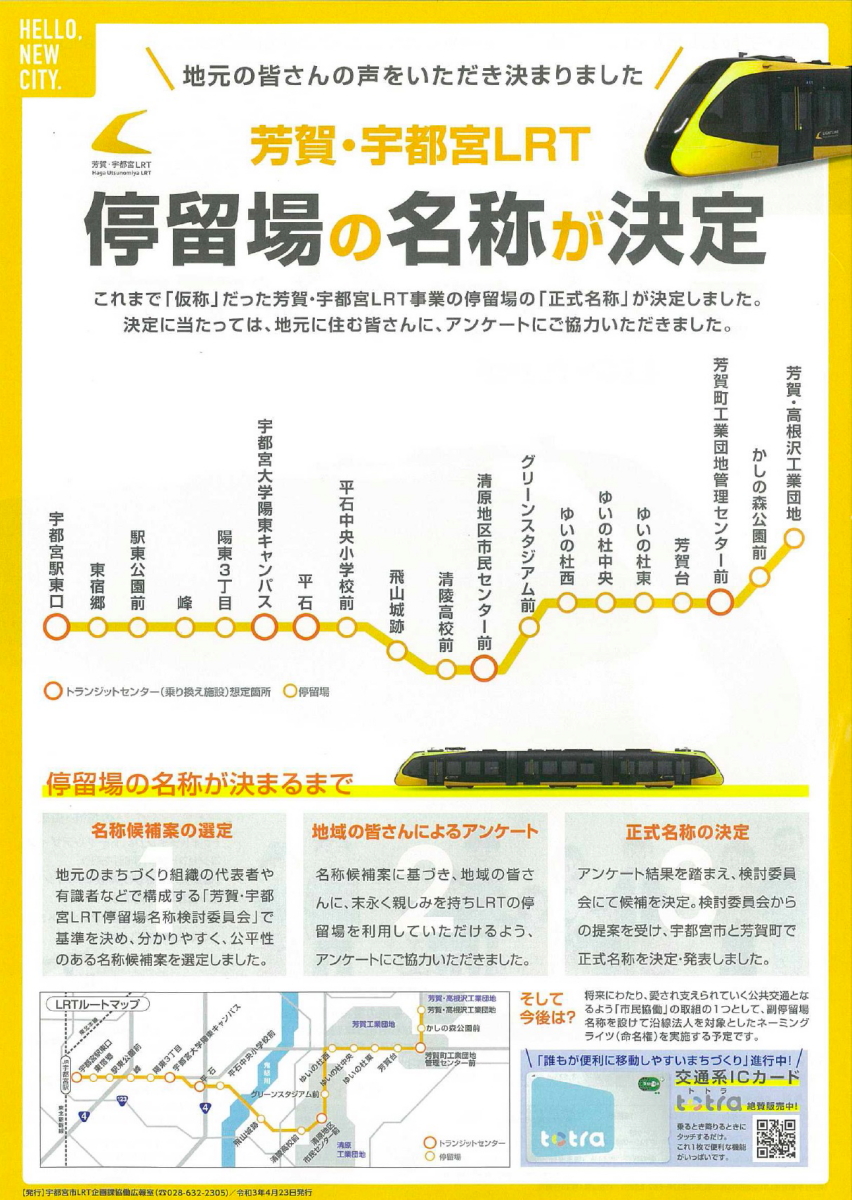 HELLO,
NEW
CITY.
地元の皆さんの声をいただき決まりました
芳賀・宇都宮LRT
Haga Utsunomiya LRT
芳賀・宇都宮LRT
停留場の名称が決定
これまで「仮称」だった芳賀・宇都宮LRT事業の停留場の「正式名称」が決定しました。
決定に当たっては、地元に住む皆さんに、アンケートにご協力いただきました。
宇都宮駅東口
東宿郷
駅東公園前
峰
陽東3丁目
宇都宮大学陽東キャンパス
平石
平石中央小学校前
飛山城跡
清陵高校前
清原地区市民センター前
グリーンスタジアム前
ゆいの杜西
ゆいの杜中央
ゆいの杜東
芳賀台
芳賀町工業団地管理センター前
かしの森公園前
芳賀・高根沢工業団地
トランジットセンター(乗り換え施設)想定箇所
停留場
停留場の名称が決まるまで
1
名称候補案の選定
地元のまちづくり組織の代表者や
有識者などで構成する「芳賀・宇都
宮LRT停留場名称検討委員会」で
基準を決め、分かりやすく、公平性
のある名称候補案を選定しました。
2
地域の皆さんによるアンケート
名称候補案に基づき、地域の皆さ
んに、末永く親しみを持ちLRTの停
留場を利用していただけるよう、
アンケートにご協力いただきました。
3
正式名称の決定
アンケート結果を踏まえ、検討委員
会にて候補を決定。検討委員会から
の提案を受け、宇都宮市と芳賀町で
正式名称を決定・発表しました。
LRTルートマップ
東北本線
JR宇都宮駅
東北新幹線
宇都宮駅東口
東宿郷
駅東公園前
峰
陽東3丁目
宇都宮大学陽東キャンパス
平石
平石中央小学校前
鬼怒川
グリーンスタジアム前
飛山城跡
清陵高校前
清原地区
市民センター前
清原
工業団地
ゆいの杜西
ゆいの杜中央
ゆいの杜東
芳賀台
芳賀工業団地
芳賀町工業団地
管理センター前
かしの森公園前
芳賀・高根沢工業団地
芳賀・高根沢工業団地
4
123
4
トランジットセンター
停留場
そして
今後は?
将来にわたり、愛され支えられていく公共交通とな
るよう「市民協働」の取組の1つとして、副停留場
名称を設けて沿線法人を対象としたネーミング
ライツ(命名権)を実施する予定です。
「誰もが便利に移動しやすいまちづくり」進行中!
交通系ICカード
トトラ
totra 絶賛販売中!
totra
乗るとき降りるときに
タッチするだけ。
これ1枚で便利な機能
がいっぱいです。
【発行】宇都宮市LRT企画課協働広報室(☎028-632-2305)/令和3年4月23日発行